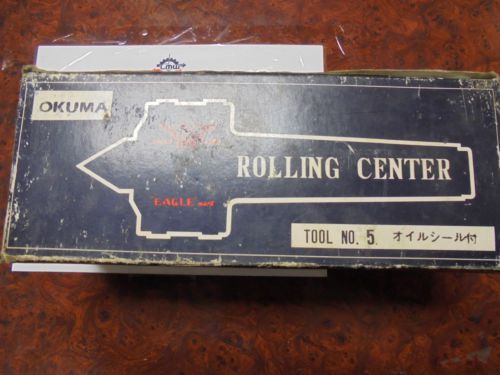 OKUMA
ROLLING CENTER
EAGLE
TOOL NO. 5. オイルシール付